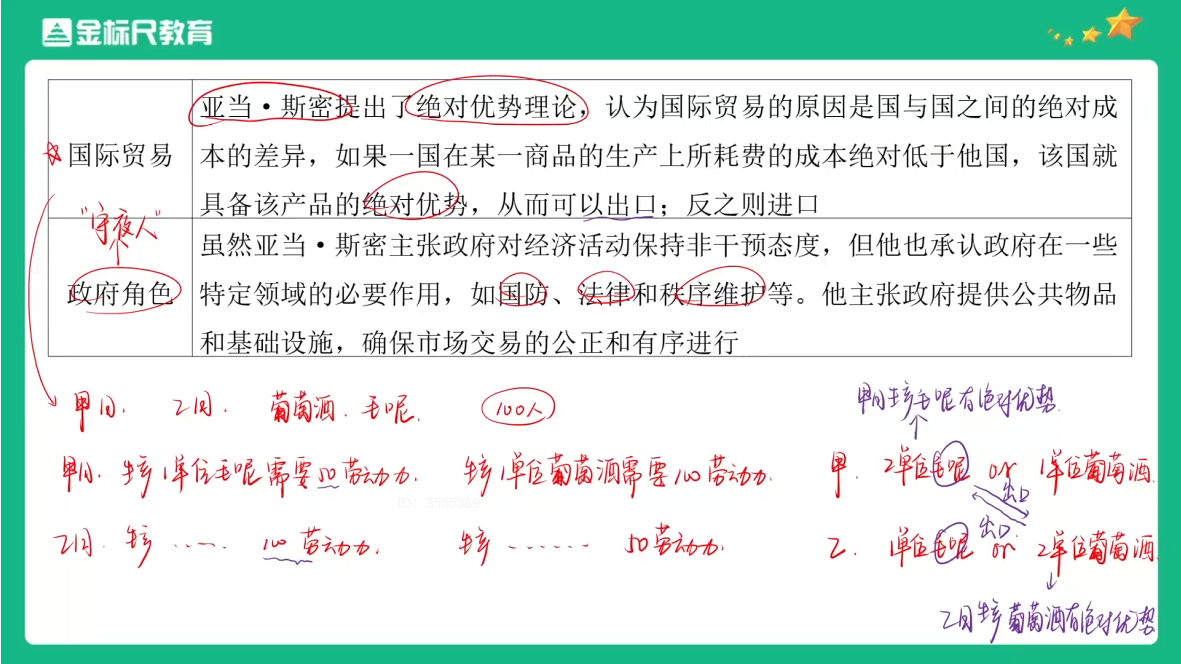 金标尺教育
国际贸易
亚当·斯密提出了绝对优势理论，认为国际贸易的原因是国与国之间的绝对成
本的差异，如果一国在某一商品的生产上所耗费的成本绝对低于他国，该国就
具备该产品的绝对优势，从而可以出口；反之则进口
“守夜人”
政府角色
虽然亚当·斯密主张政府对经济活动保持非干预态度，但他也承认政府在一些
特定领域的必要作用，如国防、法律和秩序维护等。他主张政府提供公共物品
和基础设施，确保市场交易的公正和有序进行
甲国. 乙国. 葡萄酒. 毛呢. 100人
甲国生产毛呢有绝对优势.
甲国. 生产1单位毛呢需要50劳动力. 生产1单位葡萄酒需要100劳动力.
甲. 2单位毛呢 or 1单位葡萄酒.
出口
ID: 3555369
乙国. 生产 …… 100劳动力. 生产 …… 50劳动力.
出口
乙. 1单位毛呢 or 2单位葡萄酒.
乙国生产葡萄酒有绝对优势